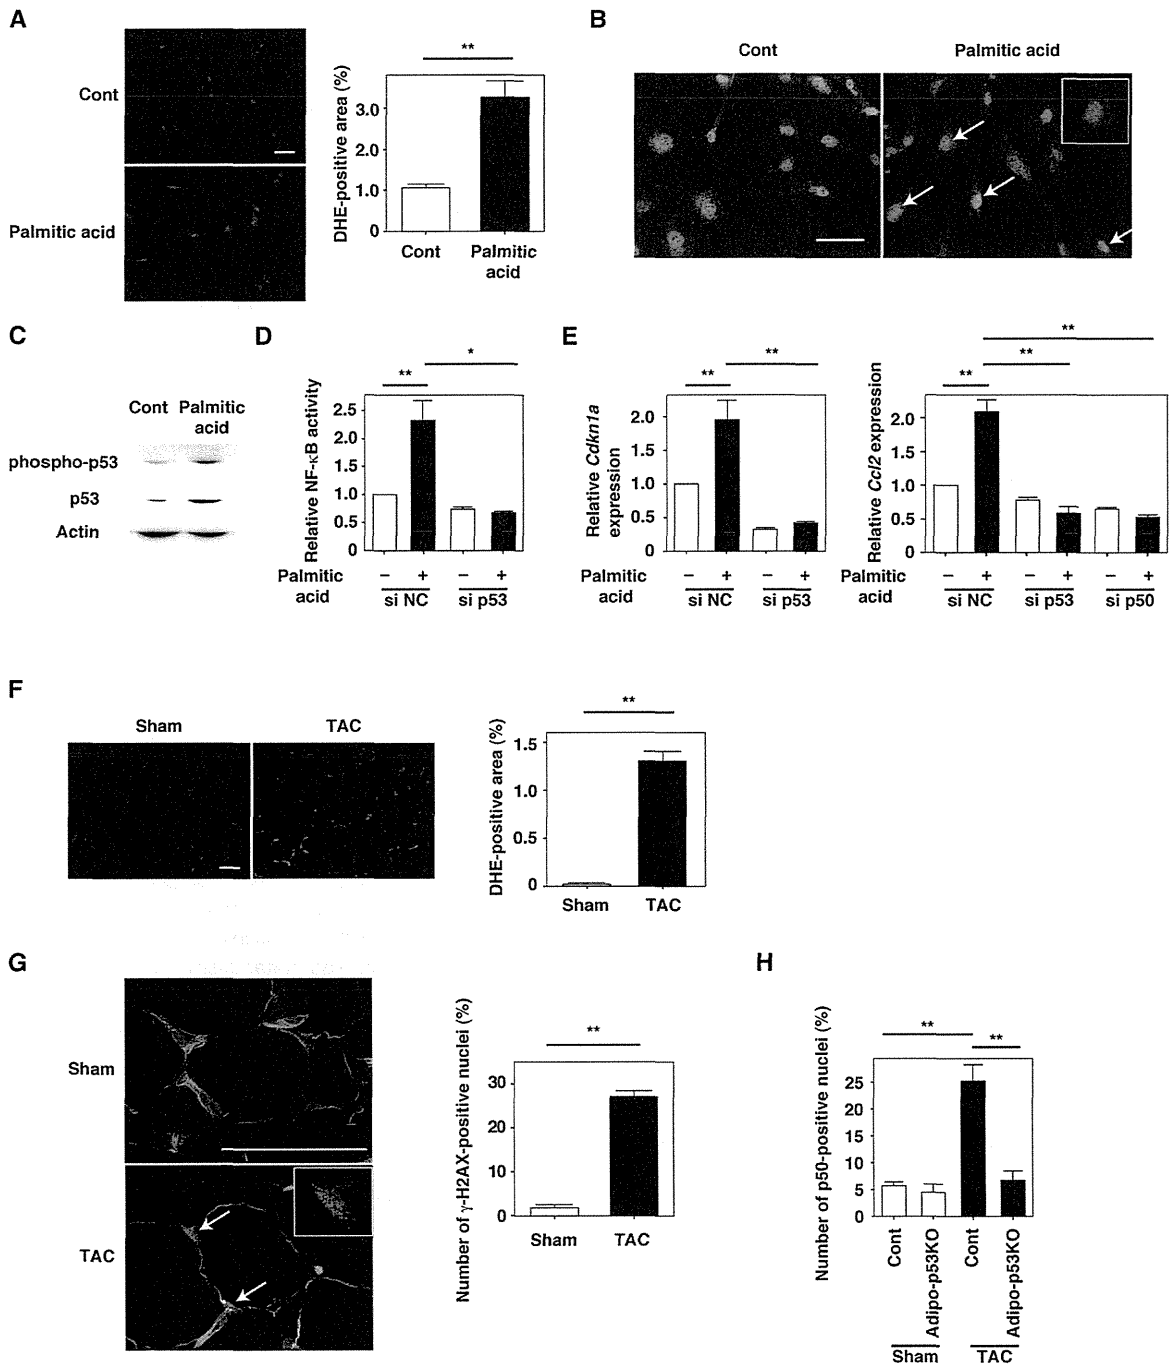 A
Cont
Palmitic acid
DHE-positive area (%)
3.0
2.0
1.0
0
**
Cont
Palmitic
acid
B
Cont
Palmitic acid
C
Cont
Palmitic
acid
phospho-p53
p53
Actin
D
Relative NF-κB activity
2.5
2.0
1.5
1.0
0.5
0
**
*
Palmitic
acid
– + – +
si NC si p53
E
Relative Cdkn1a
expression
2.0
1.5
1.0
0.5
0
**
**
Palmitic
acid
– + – +
si NC si p53
Relative Ccl2 expression
2.0
1.5
1.0
0.5
0
**
**
**
Palmitic
acid
– + – + – +
si NC si p53 si p50
F
Sham TAC
DHE-positive area (%)
1.5
1.0
0.5
0
**
Sham TAC
G
Sham
TAC
Number of γ-H2AX-positive nuclei (%)
30
20
10
0
**
Sham TAC
H
Number of p50-positive nuclei (%)
25
20
15
10
5
0
**
**
Cont
Adipo-p53KO
Cont
Adipo-p53KO
Sham TAC